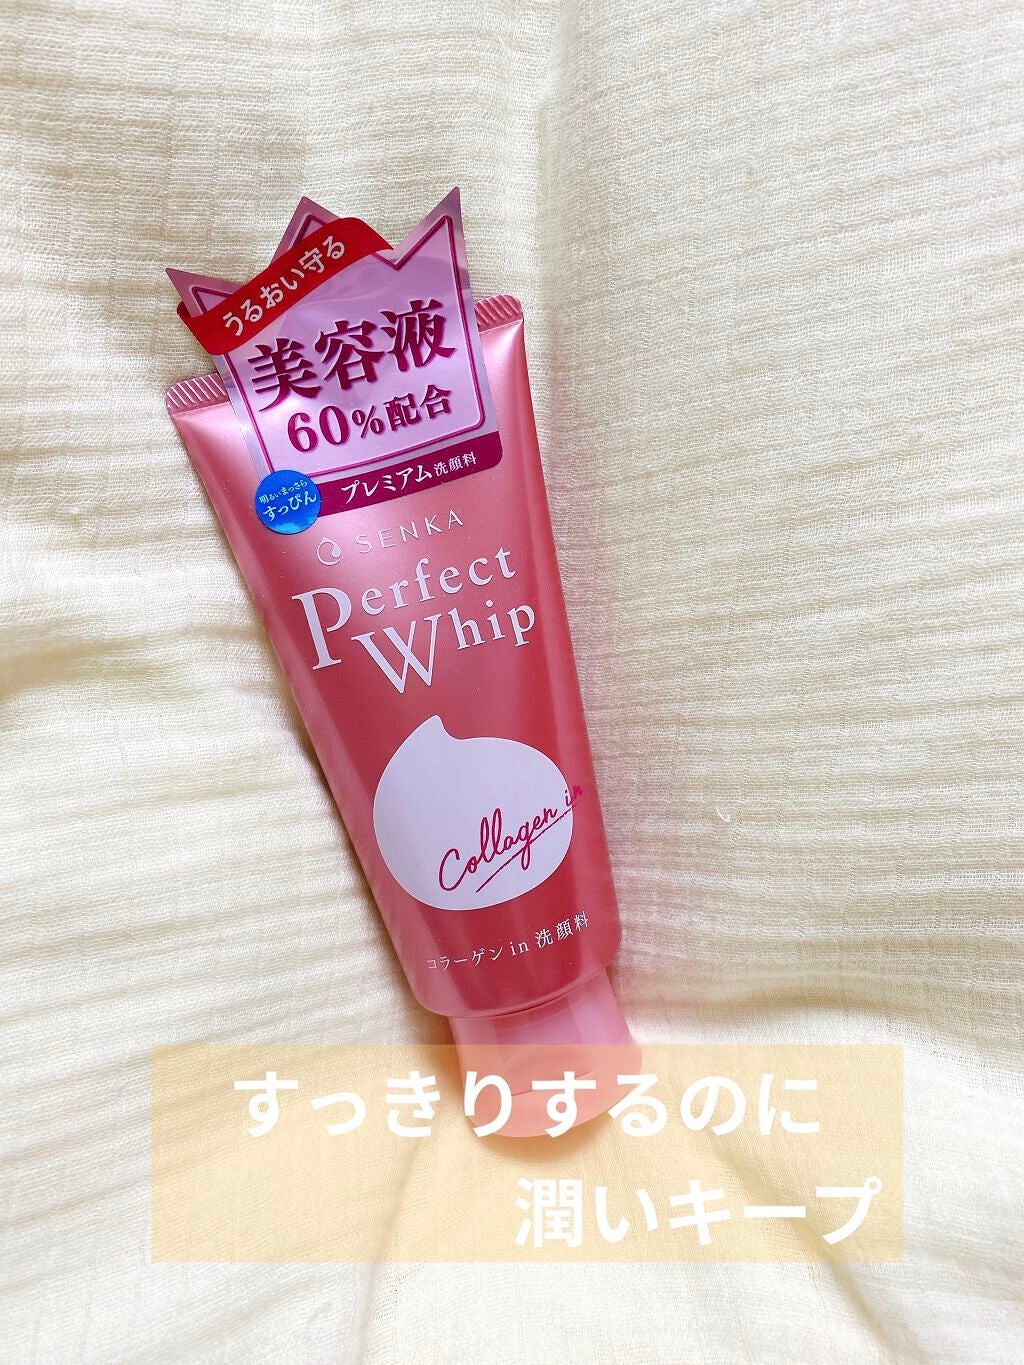 うるおい守る
美容液
60%配合
プレミアム洗顔料
明るいまっさら
すっぴん
SENKA
Perfect
Whip
Collagen in
コラーゲン in 洗顔料
すっきりするのに
潤いキープ